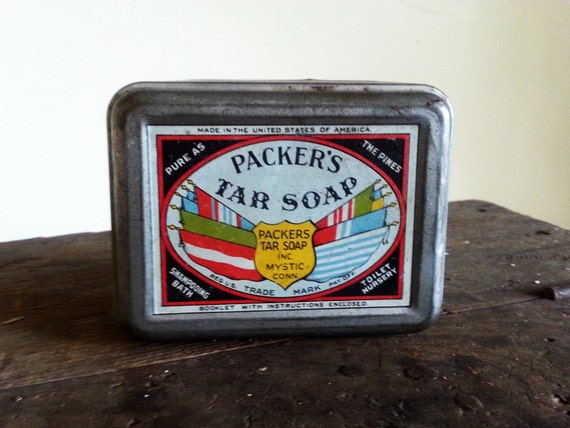 MADE IN THE UNITED STATES OF AMERICA.
PURE AS
THE PINES
PACKER'S
TAR SOAP
PACKERS
TAR SOAP
INC
MYSTIC
CONN.
REG. U.S. TRADE MARK PAT. OFF.
SHAMPOOING
BATH
TOILET
NURSERY
BOOKLET WITH INSTRUCTIONS ENCLOSED.